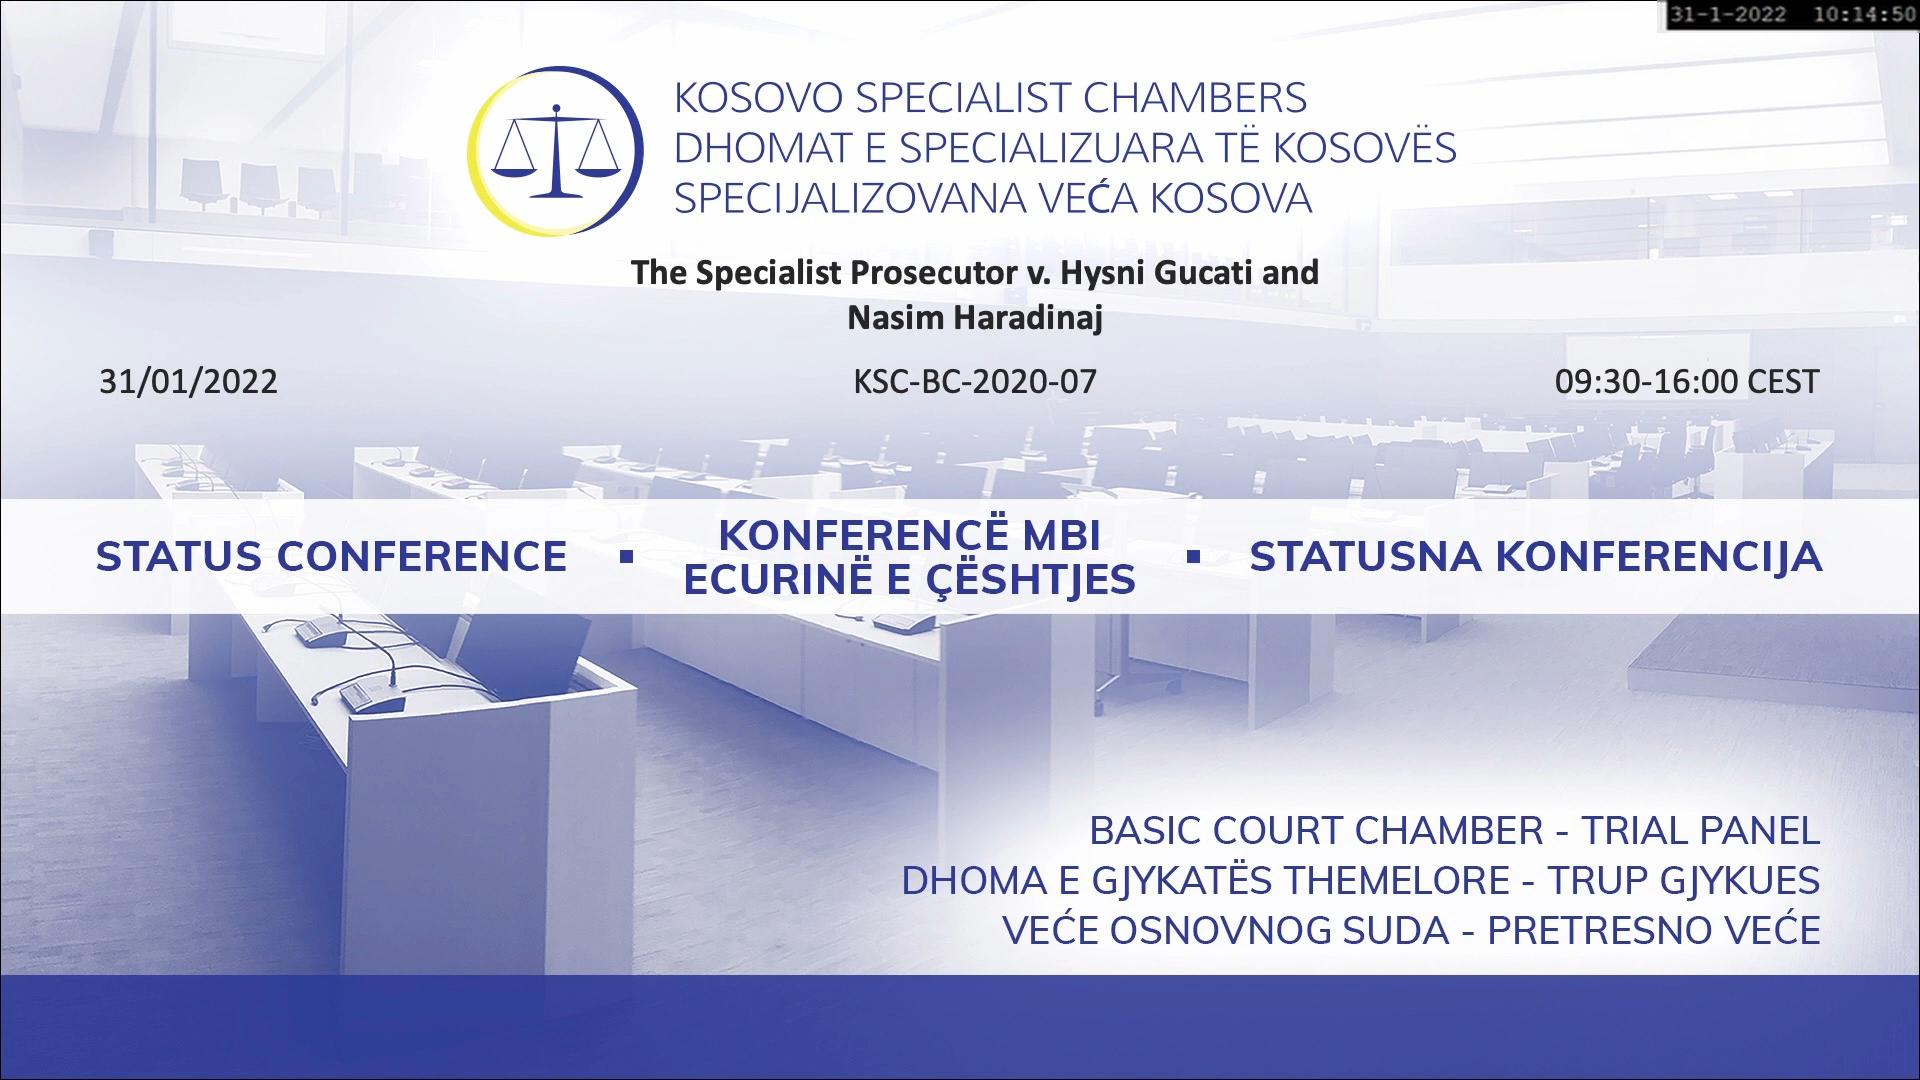 31-1-2022 10:14:50
KOSOVO SPECIALIST CHAMBERS
DHOMAT E SPECIALIZUARA TË KOSOVËS
SPECIJALIZOVANA VEĆA KOSOVA
The Specialist Prosecutor v. Hysni Gucati and
Nasim Haradinaj
31/01/2022 KSC-BC-2020-07 09:30-16:00 CEST
STATUS CONFERENCE ▪ KONFERENCË MBI
ECURINË E ÇËSHTJES ▪ STATUSNA KONFERENCIJA
BASIC COURT CHAMBER - TRIAL PANEL
DHOMA E GJYKATËS THEMELORE - TRUP GJYKUES
VEĆE OSNOVNOG SUDA - PRETRESNO VEĆE